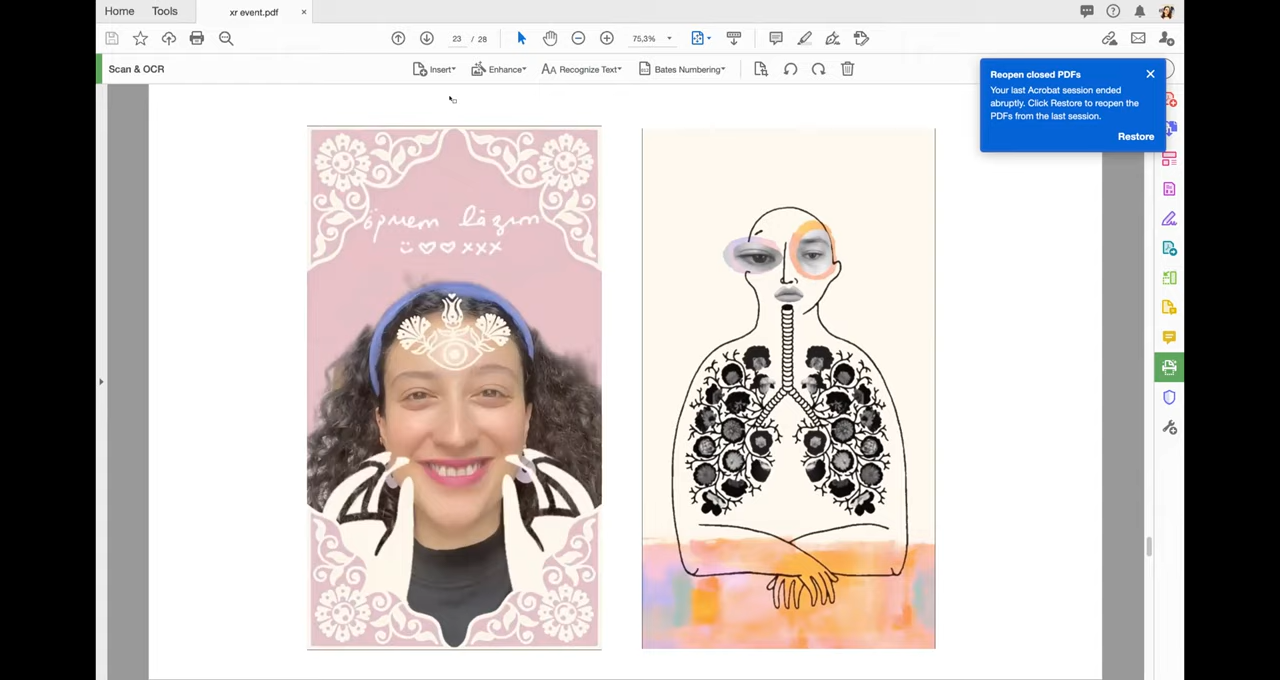 Home Tools xr event.pdf ×
23 / 28 75,3%
Scan & OCR Insert Enhance Recognize Text Bates Numbering
Reopen closed PDFs
Your last Acrobat session ended
abruptly. Click Restore to reopen the
PDFs from the last session.
Restore
öpmem lâzım
xxx